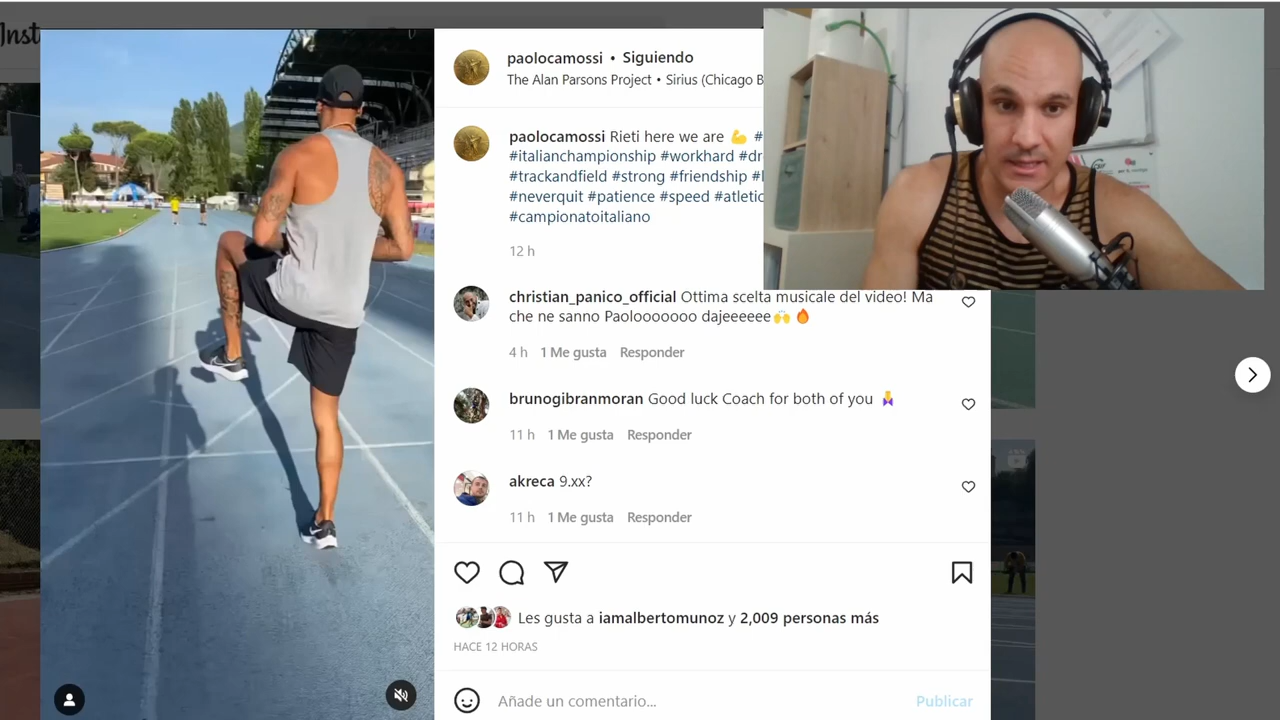 Inst
paolocamossi • Siguiendo
The Alan Parsons Project • Sirius (Chicago B
paolocamossi Rieti here we are 💪 #
#italianchampionship #workhard #dr
#trackandfield #strong #friendship #l
#neverquit #patience #speed #atletic
#campionatoitaliano
12 h
christian_panico_official Ottima scelta musicale del video! Ma
che ne sanno Paolooooooo dajeeeeee🙌 🔥
4 h 1 Me gusta Responder
brunogibranmoran Good luck Coach for both of you
11 h 1 Me gusta Responder
akreca 9.xx?
11 h 1 Me gusta Responder
Les gusta a iamalbertomunoz y 2,009 personas más
HACE 12 HORAS
Añade un comentario...
Publicar